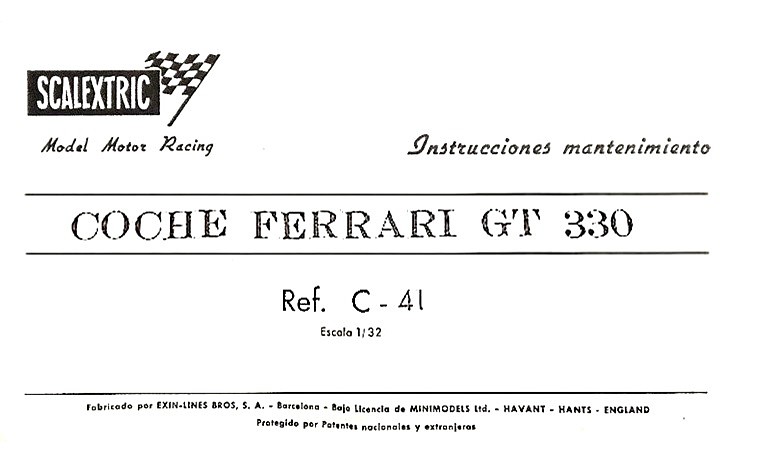 SCALEXTRIC
Model Motor Racing
Instrucciones mantenimiento
COCHE FERRARI GT 330
Ref. C - 41
Escala 1/32
Fabricado por EXIN-LINES BROS, S. A. - Barcelona - Bajo Licencia de MINIMODELS Ltd. - HAVANT - HANTS - ENGLAND
Protegido por Patentes nacionales y extranjeras